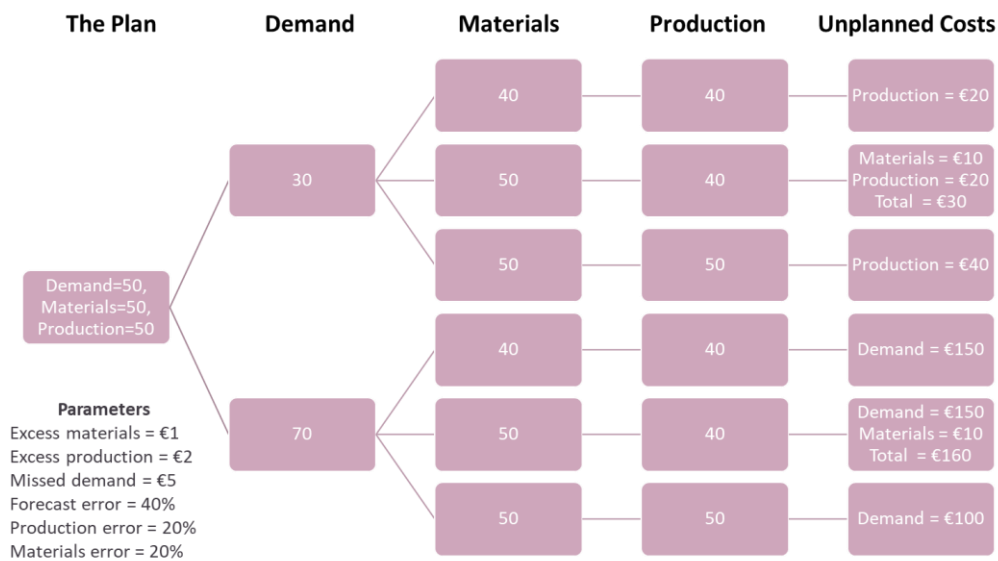 The Plan
Demand
Materials
Production
Unplanned Costs
Demand=50,
Materials=50,
Production=50
30
40
40
Production = €20
50
40
Materials = €10
Production = €20
Total = €30
50
50
Production = €40
70
40
40
Demand = €150
50
40
Demand = €150
Materials = €10
Total = €160
50
50
Demand = €100
Parameters
Excess materials = €1
Excess production = €2
Missed demand = €5
Forecast error = 40%
Production error = 20%
Materials error = 20%